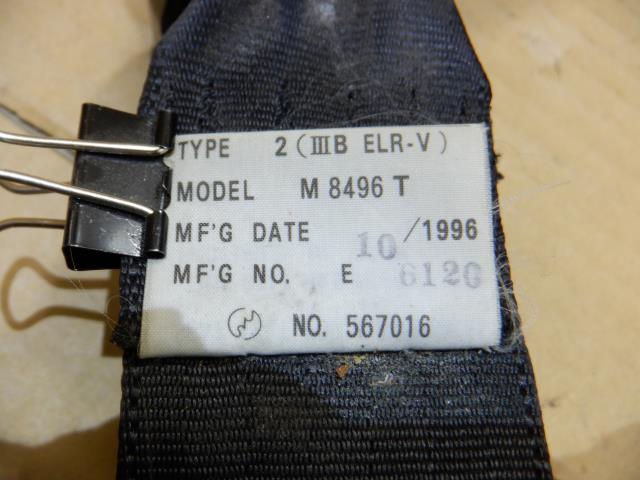 TYPE 2 (IIIB ELR-V)
MODEL M 8496 T
MF'G DATE 10/1996
MF'G NO. E 6120
NO. 567016